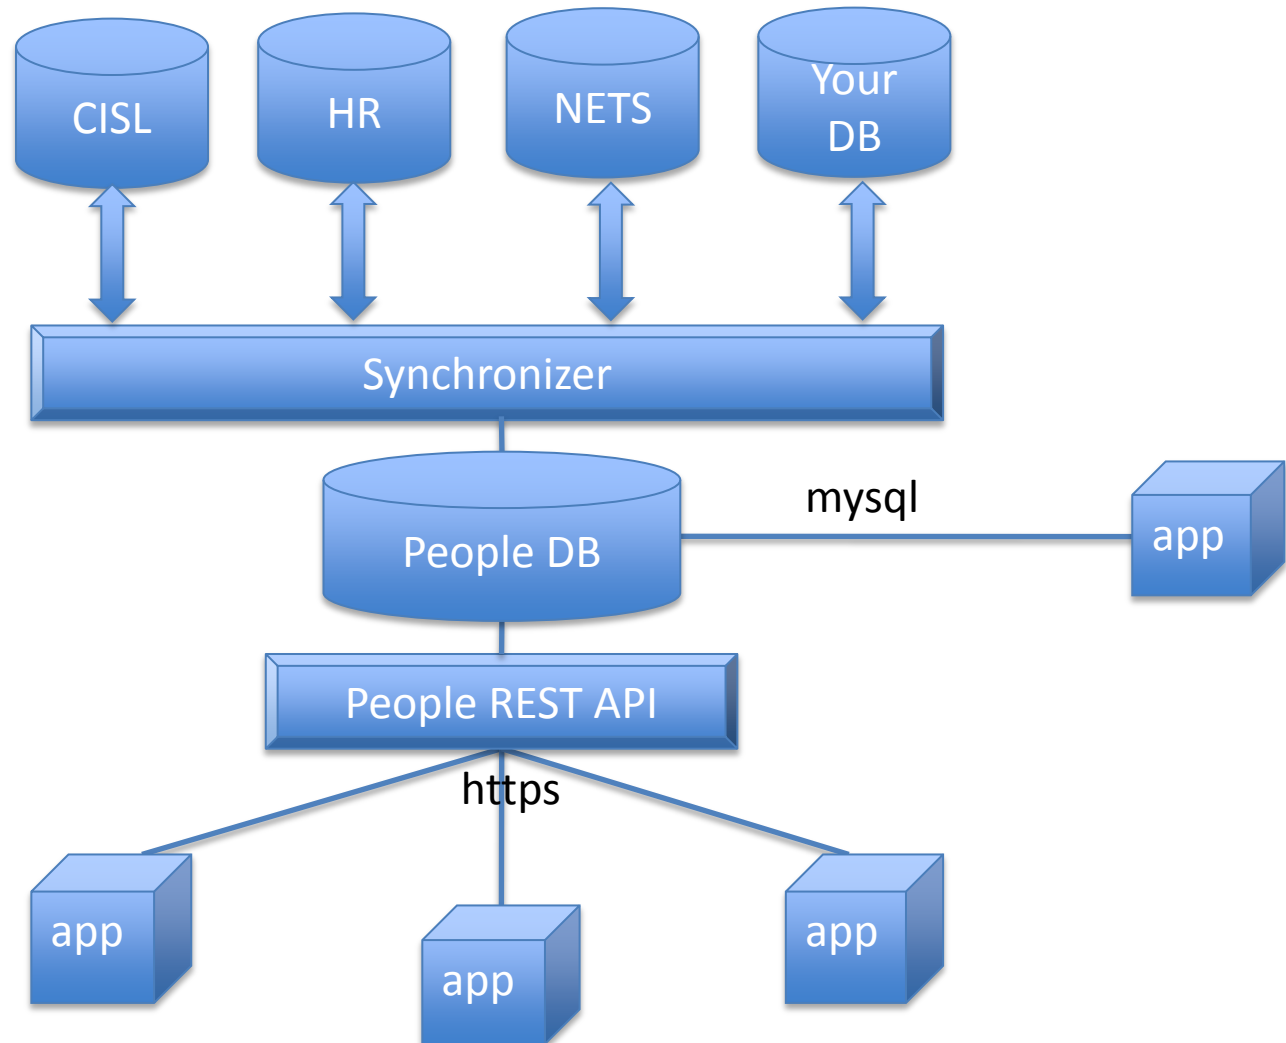 CISL
HR
NETS
Your
DB
Synchronizer
mysql
app
People DB
People REST API
https
app
app
app